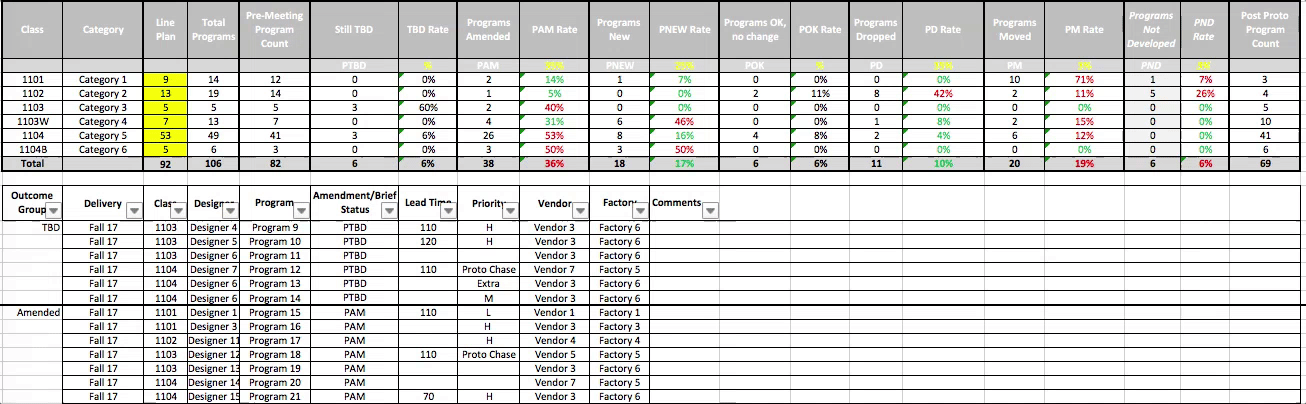 Class Category Line Plan Total Programs Pre-Meeting Program Count Still TBD TBD Rate Programs Amended PAM Rate Programs New PNEW Rate Programs OK, no change POK Rate Programs Dropped PD Rate Programs Moved PM Rate Programs Not Developed PND Rate Post Proto Program Count
PTBD % PAM PNEW POK % PD PM PND
1101 Category 1 9 14 12 0 0% 2 14% 1 7% 0 0% 0 0% 10 71% 1 7% 3
1102 Category 2 13 19 14 0 0% 1 5% 0 0% 2 11% 8 42% 2 11% 5 26% 4
1103 Category 3 5 5 5 3 60% 2 40% 0 0% 0 0% 0 0% 0 0% 0 0% 5
1103W Category 4 7 13 7 0 0% 4 31% 6 46% 0 0% 1 8% 2 15% 0 0% 10
1104 Category 5 53 49 41 3 6% 26 53% 8 16% 4 8% 2 4% 6 12% 0 0% 41
1104B Category 6 5 6 3 0 0% 3 50% 3 50% 0 0% 0 0% 0 0% 0 0% 6
Total 92 106 82 6 6% 38 36% 18 17% 6 6% 11 10% 20 19% 6 6% 69
Outcome Group Delivery Class Designer Program Amendment/Brief Status Lead Time Priority Vendor Factory Comments
TBD Fall 17 1103 Designer 4 Program 9 PTBD 110 H Vendor 3 Factory 6
Fall 17 1103 Designer 5 Program 10 PTBD 120 H Vendor 3 Factory 6
Fall 17 1103 Designer 6 Program 11 PTBD Vendor 3 Factory 6
Fall 17 1104 Designer 7 Program 12 PTBD 110 Proto Chase Vendor 7 Factory 5
Fall 17 1104 Designer 6 Program 13 PTBD Extra Vendor 3 Factory 6
Fall 17 1104 Designer 6 Program 14 PTBD M Vendor 3 Factory 6
Amended Fall 17 1101 Designer 1 Program 15 PAM 110 L Vendor 1 Factory 1
Fall 17 1101 Designer 3 Program 16 PAM H Vendor 3 Factory 3
Fall 17 1102 Designer 11 Program 17 PAM H Vendor 4 Factory 4
Fall 17 1103 Designer 12 Program 18 PAM 110 Proto Chase Vendor 5 Factory 5
Fall 17 1103 Designer 13 Program 19 PAM Vendor 3 Factory 6
Fall 17 1104 Designer 14 Program 20 PAM Vendor 7 Factory 5
Fall 17 1104 Designer 15 Program 21 PAM 70 H Vendor 3 Factory 6